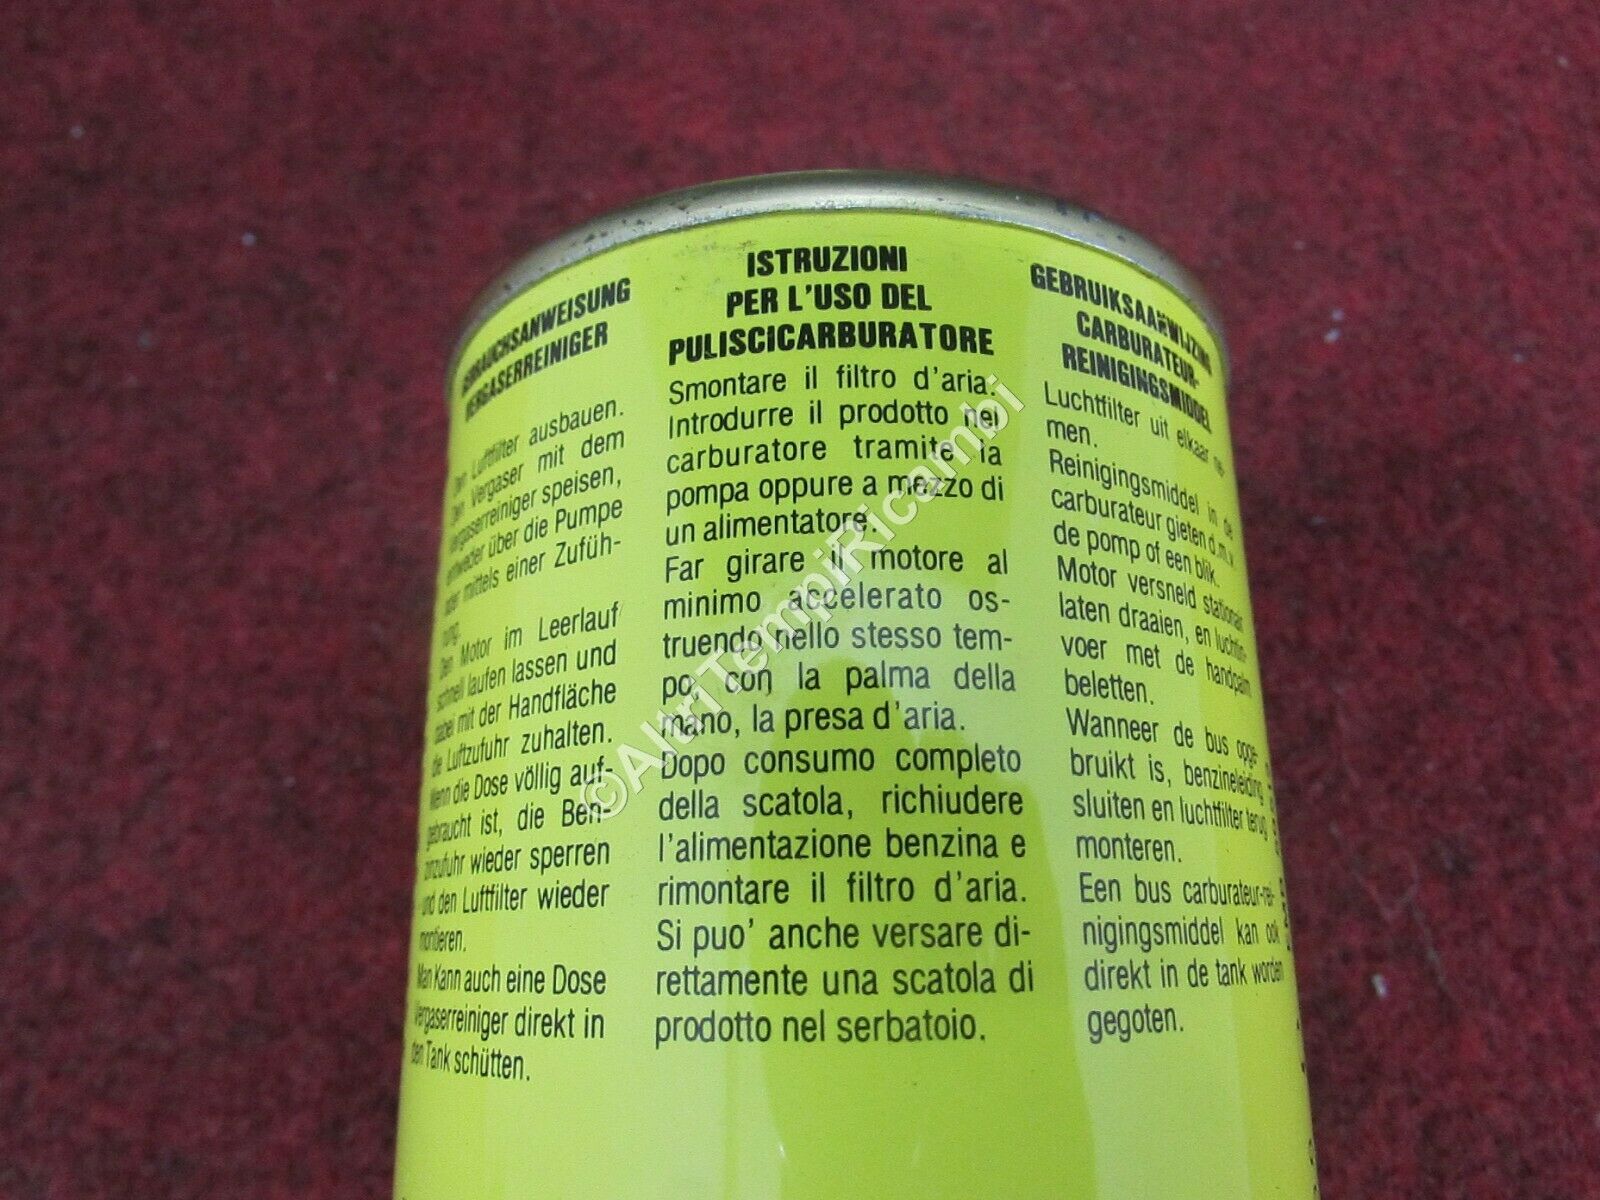 GEBRAUCHSANWEISUNG
VERGASERREINIGER
Den Luftfilter ausbauen.
Den Vergaser mit dem
Vergaserreiniger speisen,
entweder über die Pumpe
oder mittels einer Zufüh-
rung.
Den Motor im Leerlauf
schnell laufen lassen und
dabei mit der Handfläche
die Luftzufuhr zuhalten.
Wenn die Dose völlig auf-
gebraucht ist, die Ben-
zinzufuhr wieder sperren
und den Luftfilter wieder
montieren.
Man Kann auch eine Dose
Vergaserreiniger direkt in
den Tank schütten.
ISTRUZIONI
PER L'USO DEL
PULISCICARBURATORE
Smontare il filtro d'aria.
Introdurre il prodotto nel
carburatore tramite la
pompa oppure a mezzo di
un alimentatore.
Far girare il motore al
minimo accelerato os-
truendo nello stesso tem-
po, con la palma della
mano, la presa d'aria.
Dopo consumo completo
della scatola, richiudere
l'alimentazione benzina e
rimontare il filtro d'aria.
Si puo' anche versare di-
rettamente una scatola di
prodotto nel serbatoio.
GEBRUIKSAANWIJZING
CARBURATEUR-
REINIGINGSMIDDEL
Luchtfilter uit elkaar ne-
men.
Reinigingsmiddel in de
carburateur gieten d.m.v.
de pomp of een blik.
Motor versneld stationair
laten draaien, en luchtin-
voer met de handpalm
beletten.
Wanneer de bus opge-
bruikt is, benzineleiding
sluiten en luchtfilter terug
monteren.
Een bus carburateur-rei-
nigingsmiddel kan ook
direkt in de tank worden
gegoten.
©AltriTempiRicambi